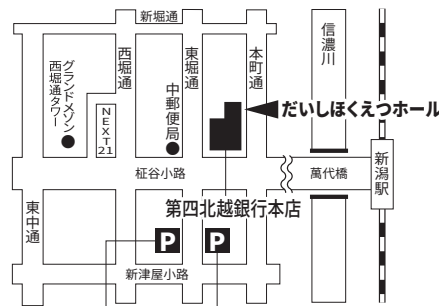 新堀通
西堀通
東堀通
本町通
信濃川
グランドメゾン
西堀通タワー
NEXT
21
中郵便局
だいしほくえつホール
柾谷小路
萬代橋
新潟駅
東中通
第四北越銀行本店
P
P
新津屋小路